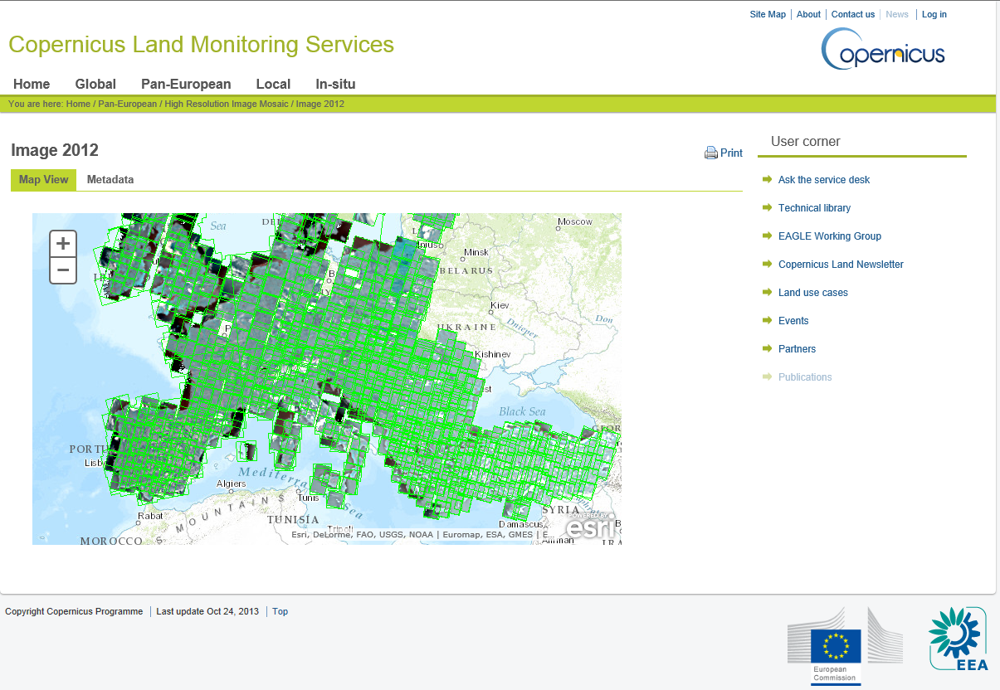 Site Map | About | Contact us | News | Log in
Copernicus Land Monitoring Services
opernicus
Home Global Pan-European Local In-situ
You are here: Home / Pan-European / High Resolution Image Mosaic / Image 2012
Image 2012
Print
Map View Metadata
User corner
Ask the service desk
Technical library
EAGLE Working Group
Copernicus Land Newsletter
Land use cases
Events
Partners
Publications
+
−
Sea
Moscow
Minsk
BELARUS
Kiev
Dnieper
Don
UKRAINE
Kishinev
Black Sea
Algiers
Tunis
Sea
Rabat
MOUNTAINS
TUNISIA
SYRIA
Damascus
Tripoli
MOROCCO
POWERED BY
esri
Esri, DeLorme, FAO, USGS, NOAA | Euromap, ESA, GMES | E...
Copyright Copernicus Programme | Last update Oct 24, 2013 | Top
European
Commission
EEA